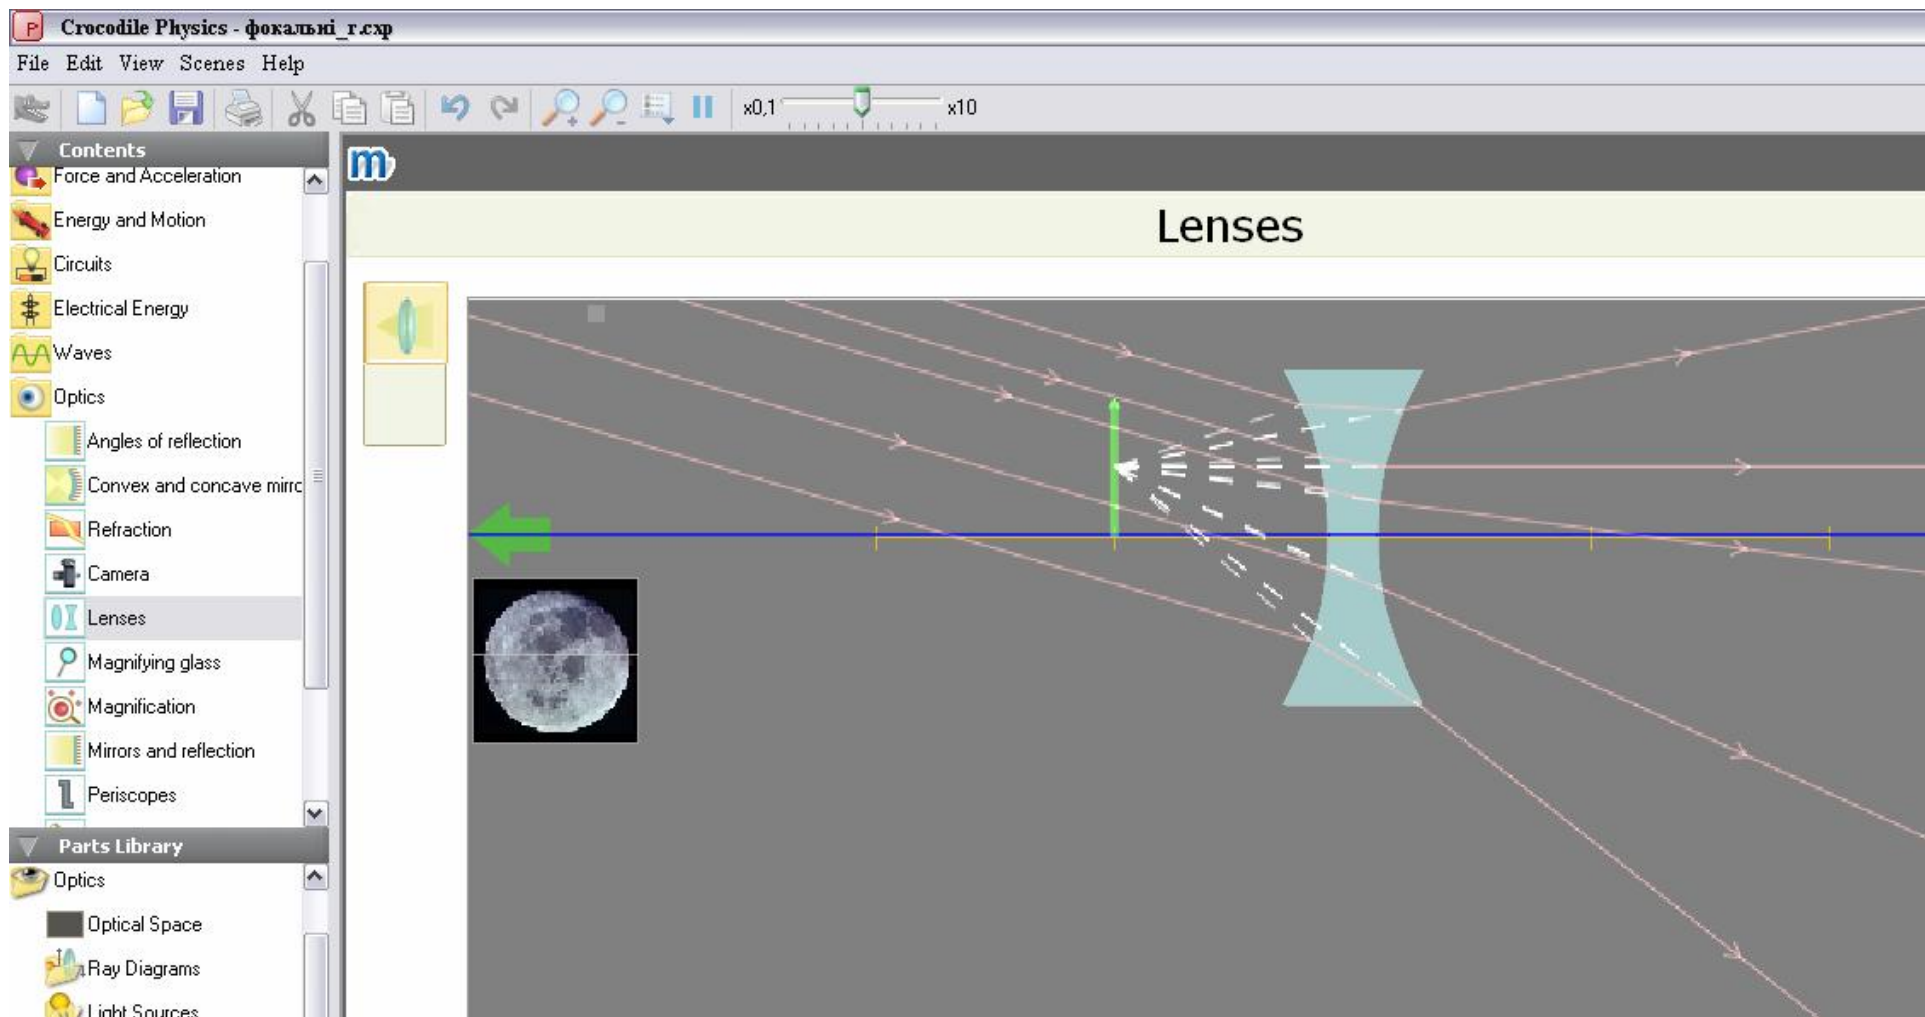 P Crocodile Physics - фокальні_г.cxp
File Edit View Scenes Help
x0,1 x10
Contents
Force and Acceleration
Energy and Motion
Circuits
Electrical Energy
Waves
Optics
Angles of reflection
Convex and concave mirrc
Refraction
Camera
Lenses
Magnifying glass
Magnification
Mirrors and reflection
Periscopes
Parts Library
Optics
Optical Space
Ray Diagrams
Light Sources
m
Lenses